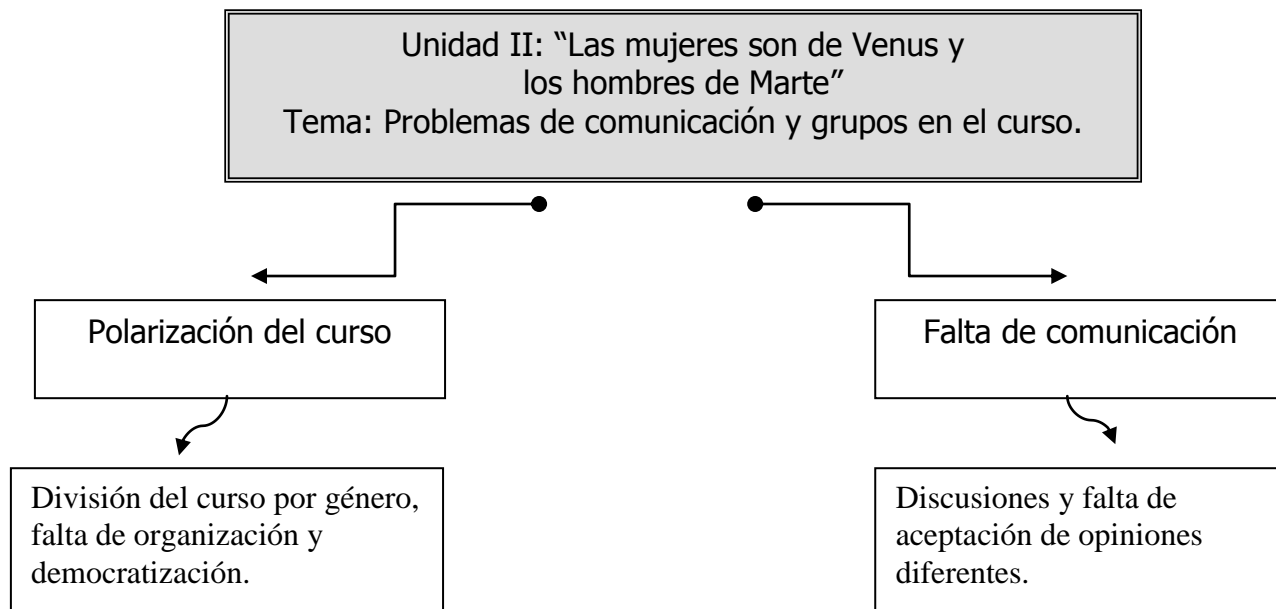 Unidad II: “Las mujeres son de Venus y
los hombres de Marte”
Tema: Problemas de comunicación y grupos en el curso.
Polarización del curso
Falta de comunicación
División del curso por género,
falta de organización y
democratización.
Discusiones y falta de
aceptación de opiniones
diferentes.